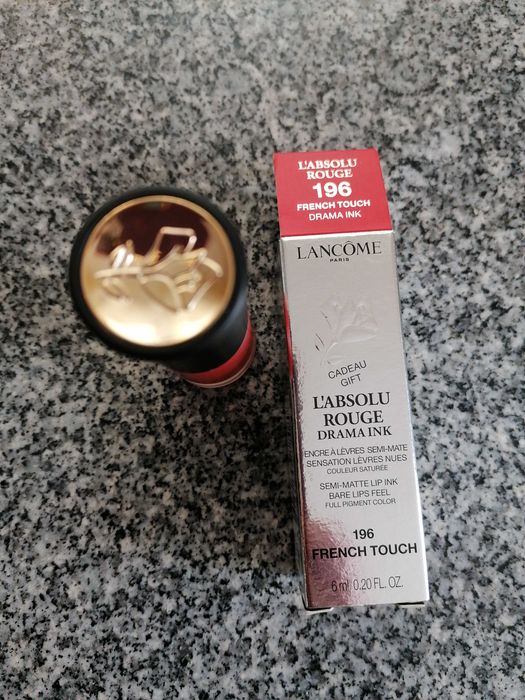 L'ABSOLU
ROUGE
196
FRENCH TOUCH
DRAMA INK
LANCÔME
PARIS
CADEAU
GIFT
L'ABSOLU
ROUGE
DRAMA INK
ENCRE À LÈVRES SEMI-MATE
SENSATION LÈVRES NUES
COULEUR SATURÉE
SEMI-MATTE LIP INK
BARE LIPS FEEL
FULL PIGMENT COLOR
196
FRENCH TOUCH
6 ml 0.20 FL. OZ.